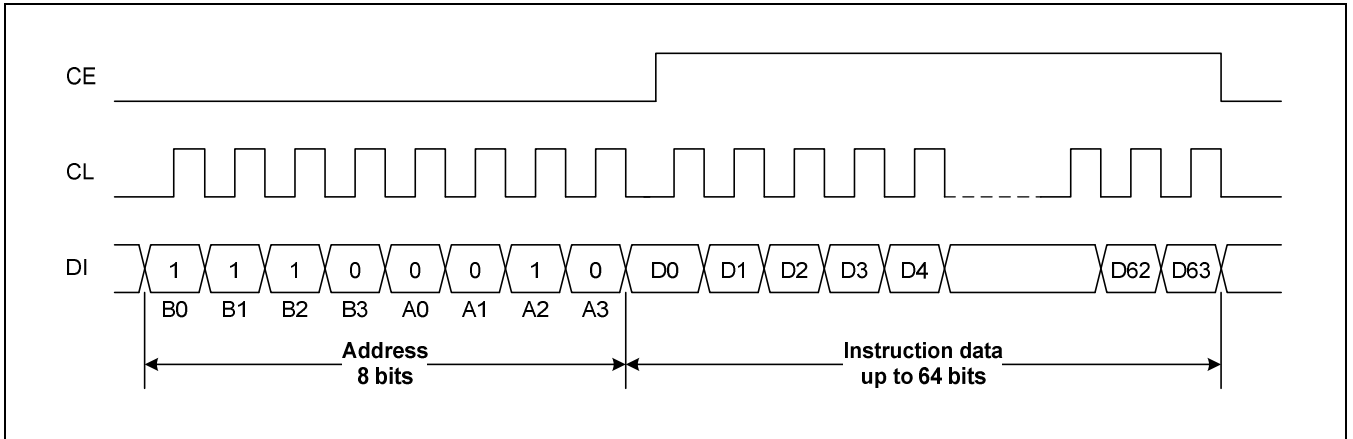 CE
CL
DI 1 1 1 0 0 0 1 0 D0 D1 D2 D3 D4 D62 D63
B0 B1 B2 B3 A0 A1 A2 A3
Address
8 bits
Instruction data
up to 64 bits